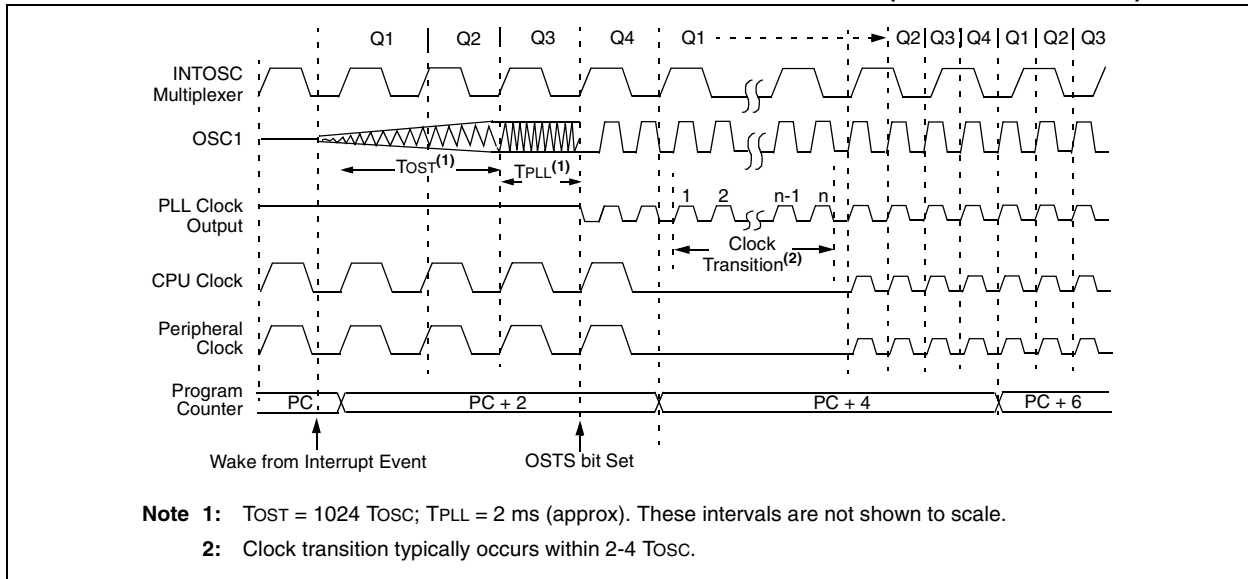 Q1 Q2 Q3 Q4 Q1 Q2 Q3 Q4 Q1 Q2 Q3
INTOSC
Multiplexer
OSC1
TOST(1)
TPLL(1)
1 2 n-1 n
PLL Clock
Output
Clock
Transition(2)
CPU Clock
Peripheral
Clock
Program
Counter
PC PC + 2 PC + 4 PC + 6
Wake from Interrupt Event OSTS bit Set
Note 1: TOST = 1024 TOSC; TPLL = 2 ms (approx). These intervals are not shown to scale.
2: Clock transition typically occurs within 2-4 TOSC.